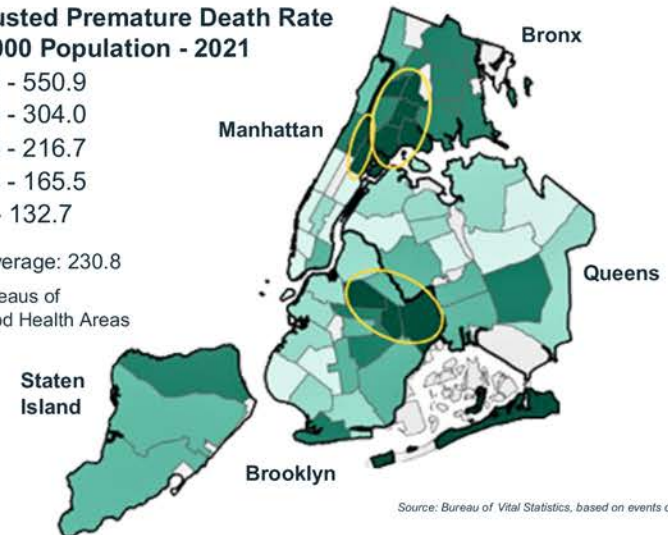 usted Premature Death Rate
000 Population - 2021
- 550.9
- 304.0
- 216.7
- 165.5
- 132.7
verage: 230.8
eaus of
od Health Areas
Bronx
Manhattan
Queens
Staten
Island
Brooklyn
Source: Bureau of Vital Statistics, based on events o